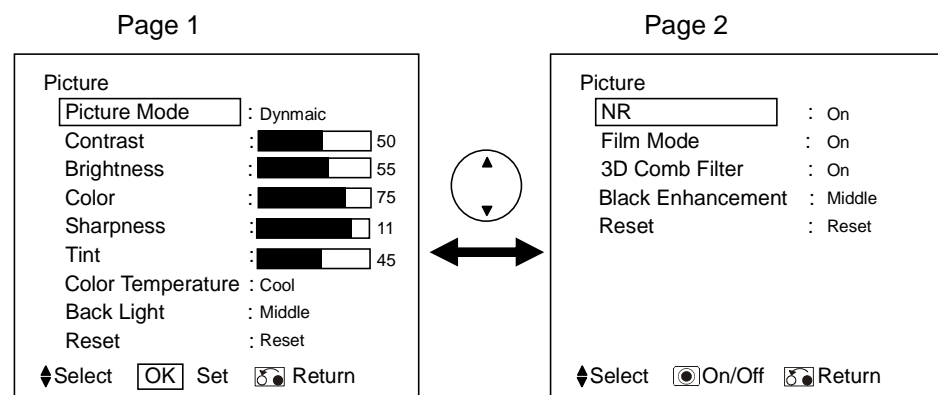 Page 1
Picture
Picture Mode : Dynmaic
Contrast : 50
Brightness : 55
Color : 75
Sharpness : 11
Tint : 45
Color Temperature : Cool
Back Light : Middle
Reset : Reset
Select OK Set Return
Page 2
Picture
NR : On
Film Mode : On
3D Comb Filter : On
Black Enhancement : Middle
Reset : Reset
Select On/Off Return